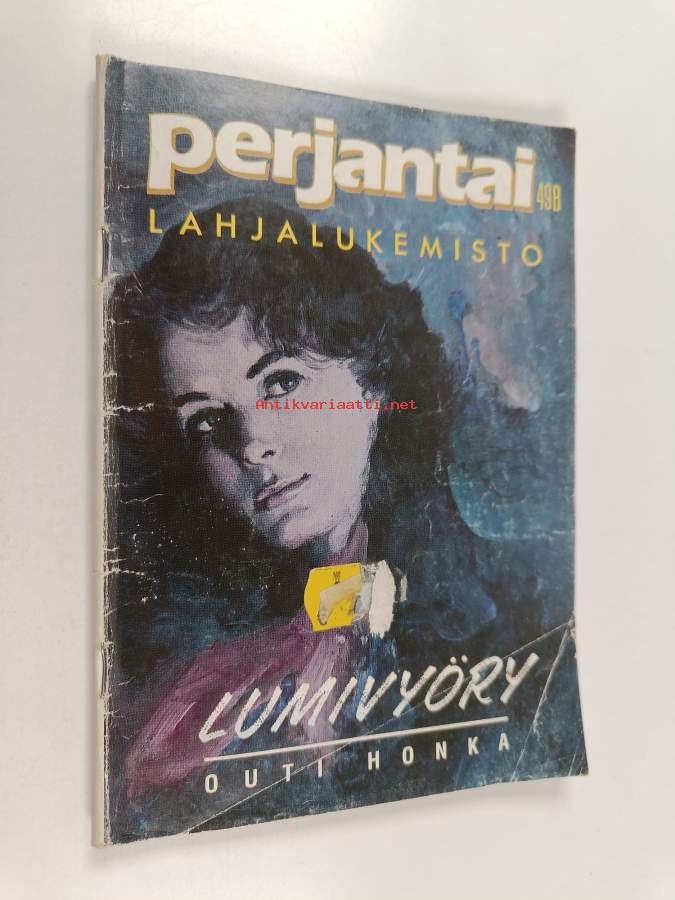 perjantai 49B
LAHJALUKEMISTO
Antikvariaatti.net
LUMIVYÖRY
OUTI HONKA